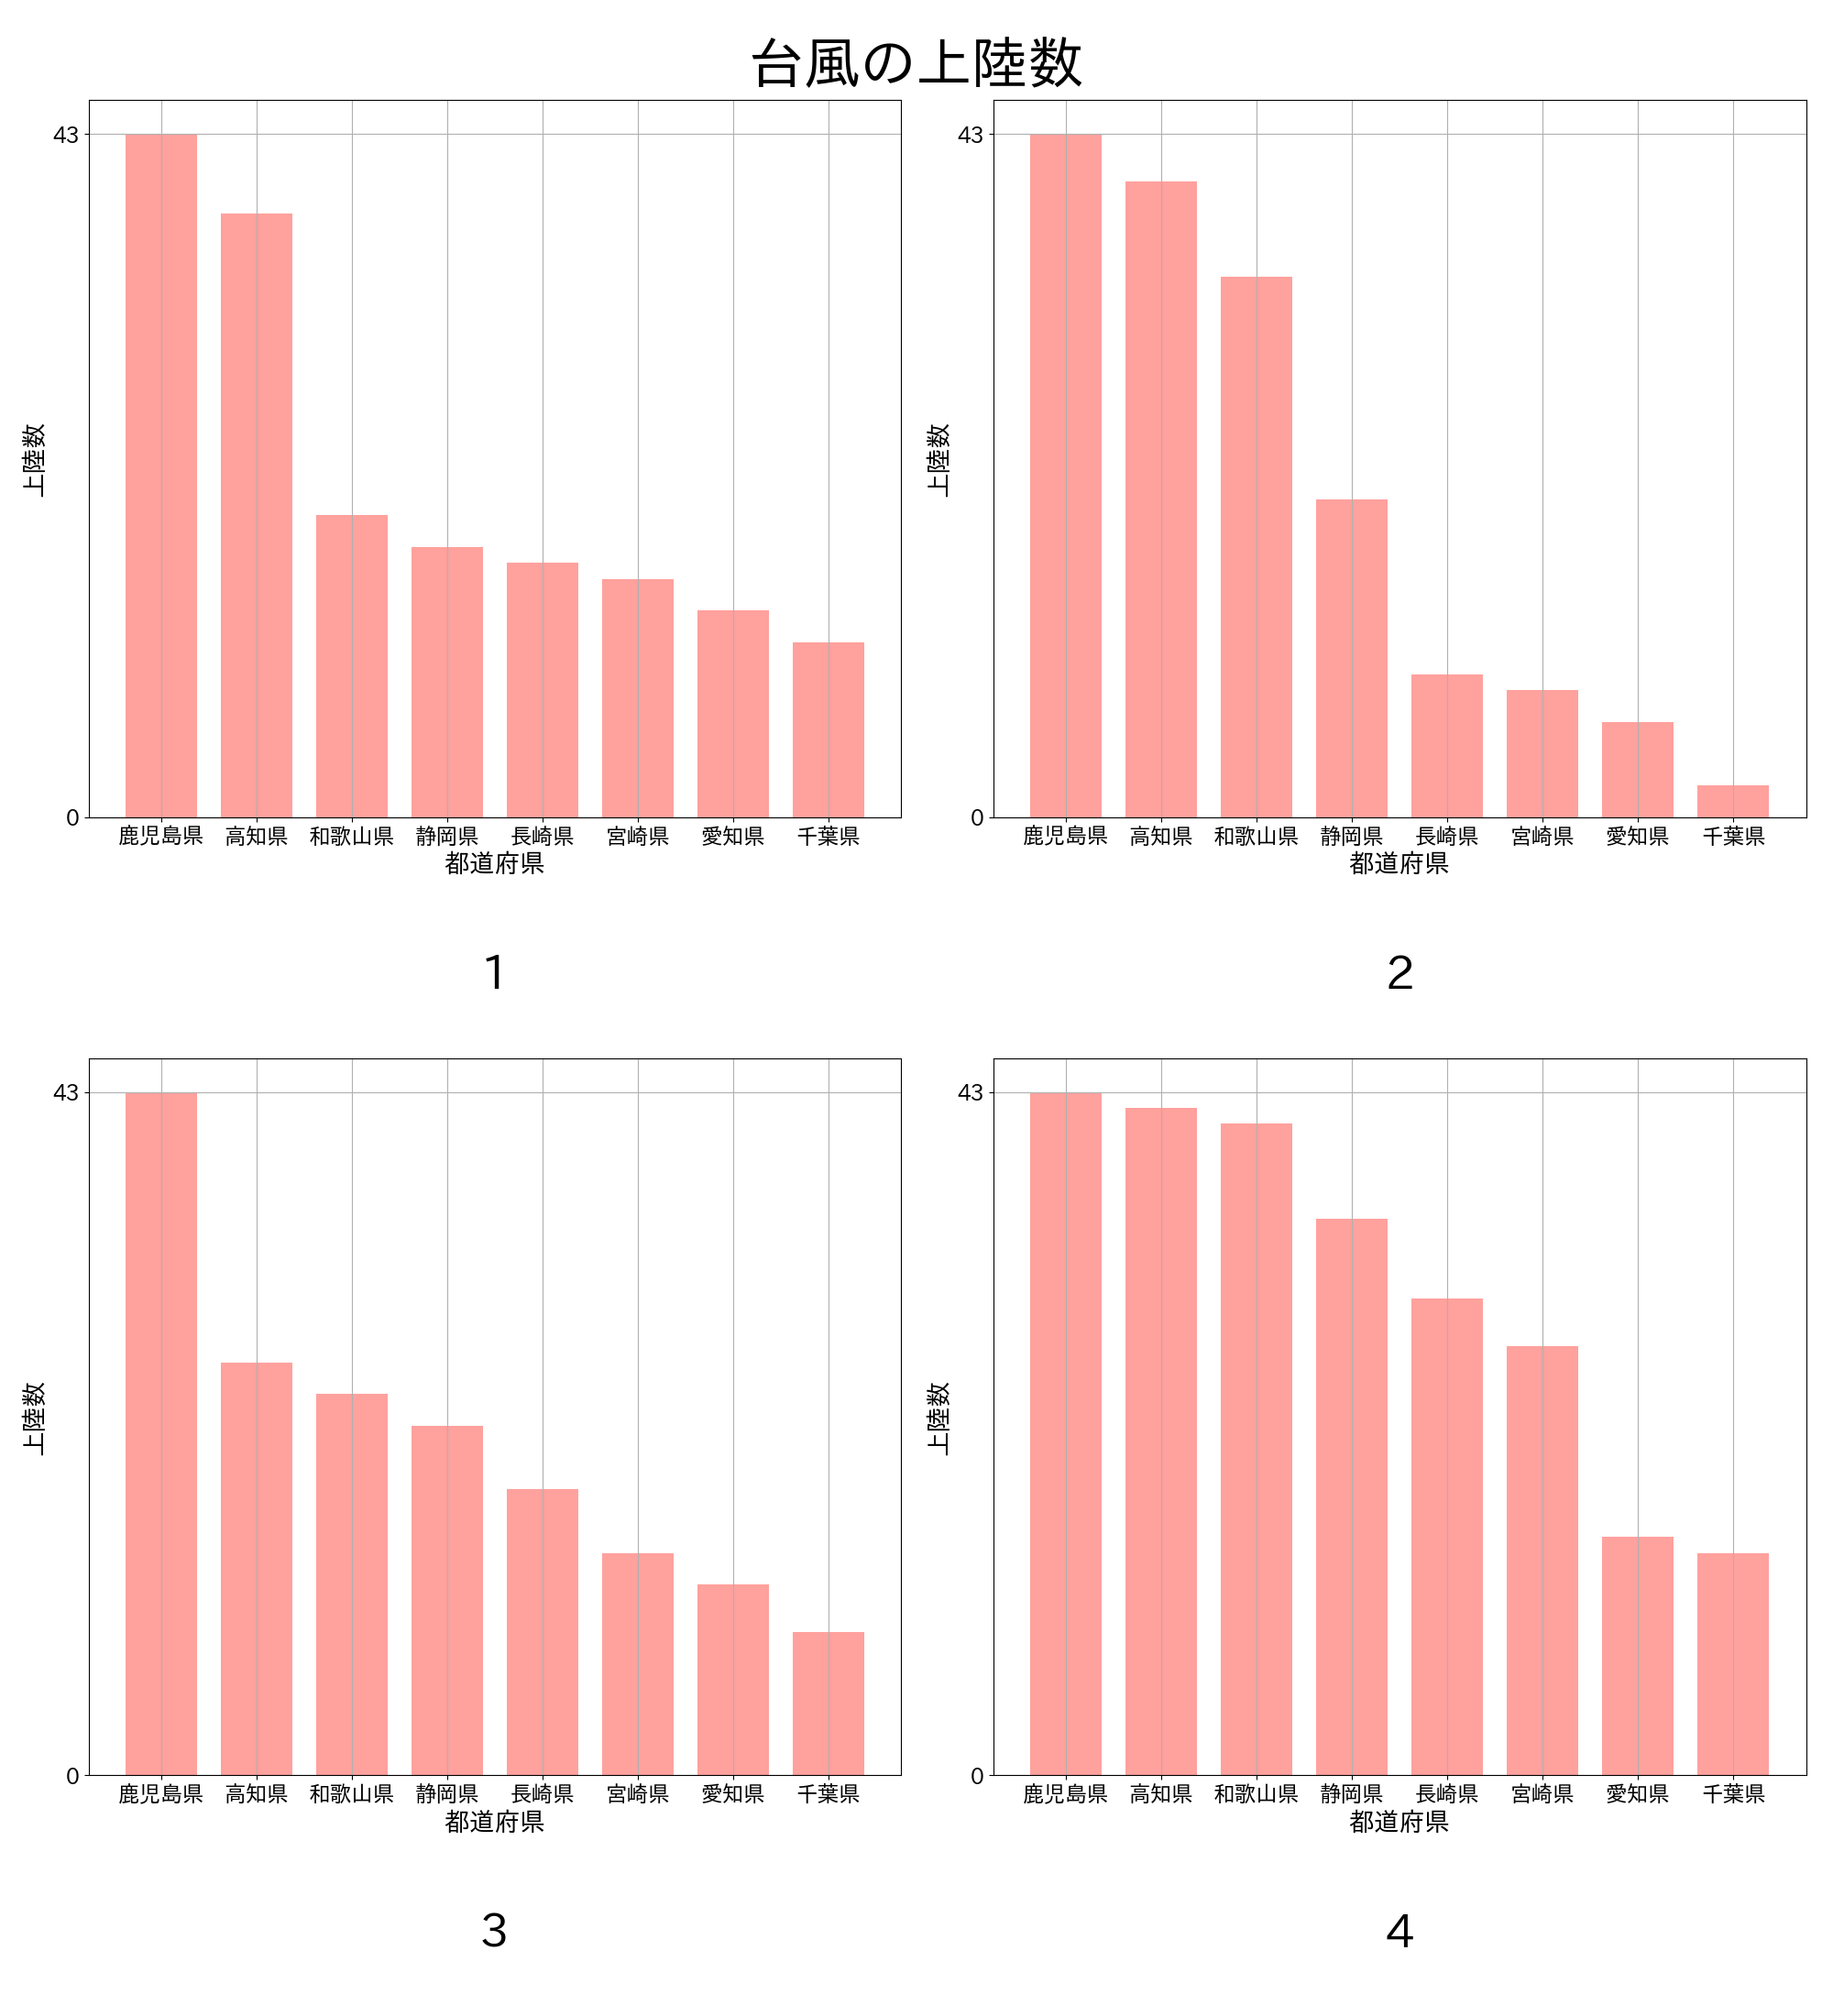 台風の上陸数
43
0
上陸数
鹿児島県 高知県 和歌山県 静岡県 長崎県 宮崎県 愛知県 千葉県
都道府県
1
43
0
上陸数
鹿児島県 高知県 和歌山県 静岡県 長崎県 宮崎県 愛知県 千葉県
都道府県
2
43
0
上陸数
鹿児島県 高知県 和歌山県 静岡県 長崎県 宮崎県 愛知県 千葉県
都道府県
3
43
0
上陸数
鹿児島県 高知県 和歌山県 静岡県 長崎県 宮崎県 愛知県 千葉県
都道府県
4